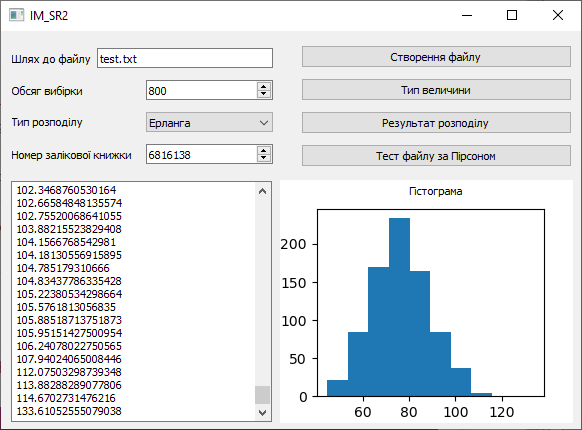 IM_SR2
Шлях до файлу test.txt
Обсяг вибірки 800
Тип розподілу Ерланга
Номер залікової книжки 6816138
Створення файлу
Тип величини
Результат розподілу
Тест файлу за Пірсоном
102.3468760530164
102.66584848135574
102.75520068641055
103.88215523829408
104.1566768542981
104.18130556915895
104.785179310666
104.83437786335428
105.22380534298664
105.5761813056835
105.88518713751873
105.95151427500954
106.24078022750565
107.94024065008446
112.07503298739348
113.88288289077806
114.6702731476216
133.61052555079038
Гістограма
200
150
100
50
0
60 80 100 120